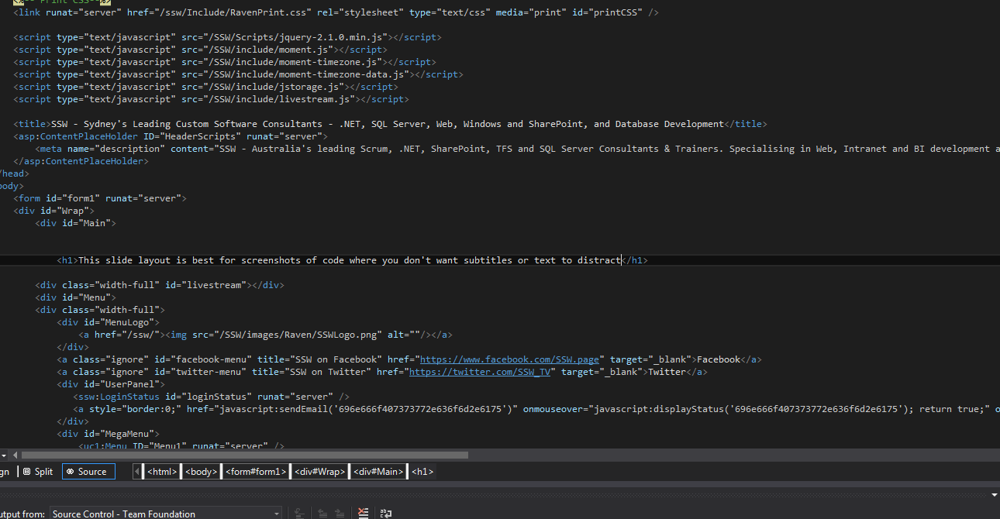 <%-- Print CSS--%>
<link runat="server" href="/ssw/Include/RavenPrint.css" rel="stylesheet" type="text/css" media="print" id="printCSS" />
<script type="text/javascript" src="/SSW/Scripts/jquery-2.1.0.min.js"></script>
<script type="text/javascript" src="/SSW/include/moment.js"></script>
<script type="text/javascript" src="/SSW/include/moment-timezone.js"></script>
<script type="text/javascript" src="/SSW/include/moment-timezone-data.js"></script>
<script type="text/javascript" src="/SSW/include/jstorage.js"></script>
<script type="text/javascript" src="/SSW/include/livestream.js"></script>
<title>SSW - Sydney's Leading Custom Software Consultants - .NET, SQL Server, Web, Windows and SharePoint, and Database Development</title>
<asp:ContentPlaceHolder ID="HeaderScripts" runat="server">
<meta name="description" content="SSW - Australia's leading Scrum, .NET, SharePoint, TFS and SQL Server Consultants & Trainers. Specialising in Web, Intranet and BI development a
</asp:ContentPlaceHolder>
/head>
body>
<form id="form1" runat="server">
<div id="Wrap">
<div id="Main">
<h1>This slide layout is best for screenshots of code where you don't want subtitles or text to distract</h1>
<div class="width-full" id="livestream"></div>
<div id="Menu">
<div class="width-full">
<div id="MenuLogo">
<a href="/ssw/"><img src="/SSW/images/Raven/SSWLogo.png" alt=""/></a>
</div>
<a class="ignore" id="facebook-menu" title="SSW on Facebook" href="https://www.facebook.com/SSW.page" target="_blank">Facebook</a>
<a class="ignore" id="twitter-menu" title="SSW on Twitter" href="https://twitter.com/SSW_TV" target="_blank">Twitter</a>
<div id="UserPanel">
<ssw:LoginStatus id="loginStatus" runat="server" />
<a style="border:0;" href="javascript:sendEmail('696e666f407373772e636f6d2e6175')" onmouseover="javascript:displayStatus('696e666f407373772e636f6d2e6175'); return true;" o
</div>
<div id="MegaMenu">
<uc1:Menu ID="Menu1" runat="server" />
gn Split Source <html> <body> <form#form1> <div#Wrap> <div#Main> <h1>
utput from: Source Control - Team Foundation